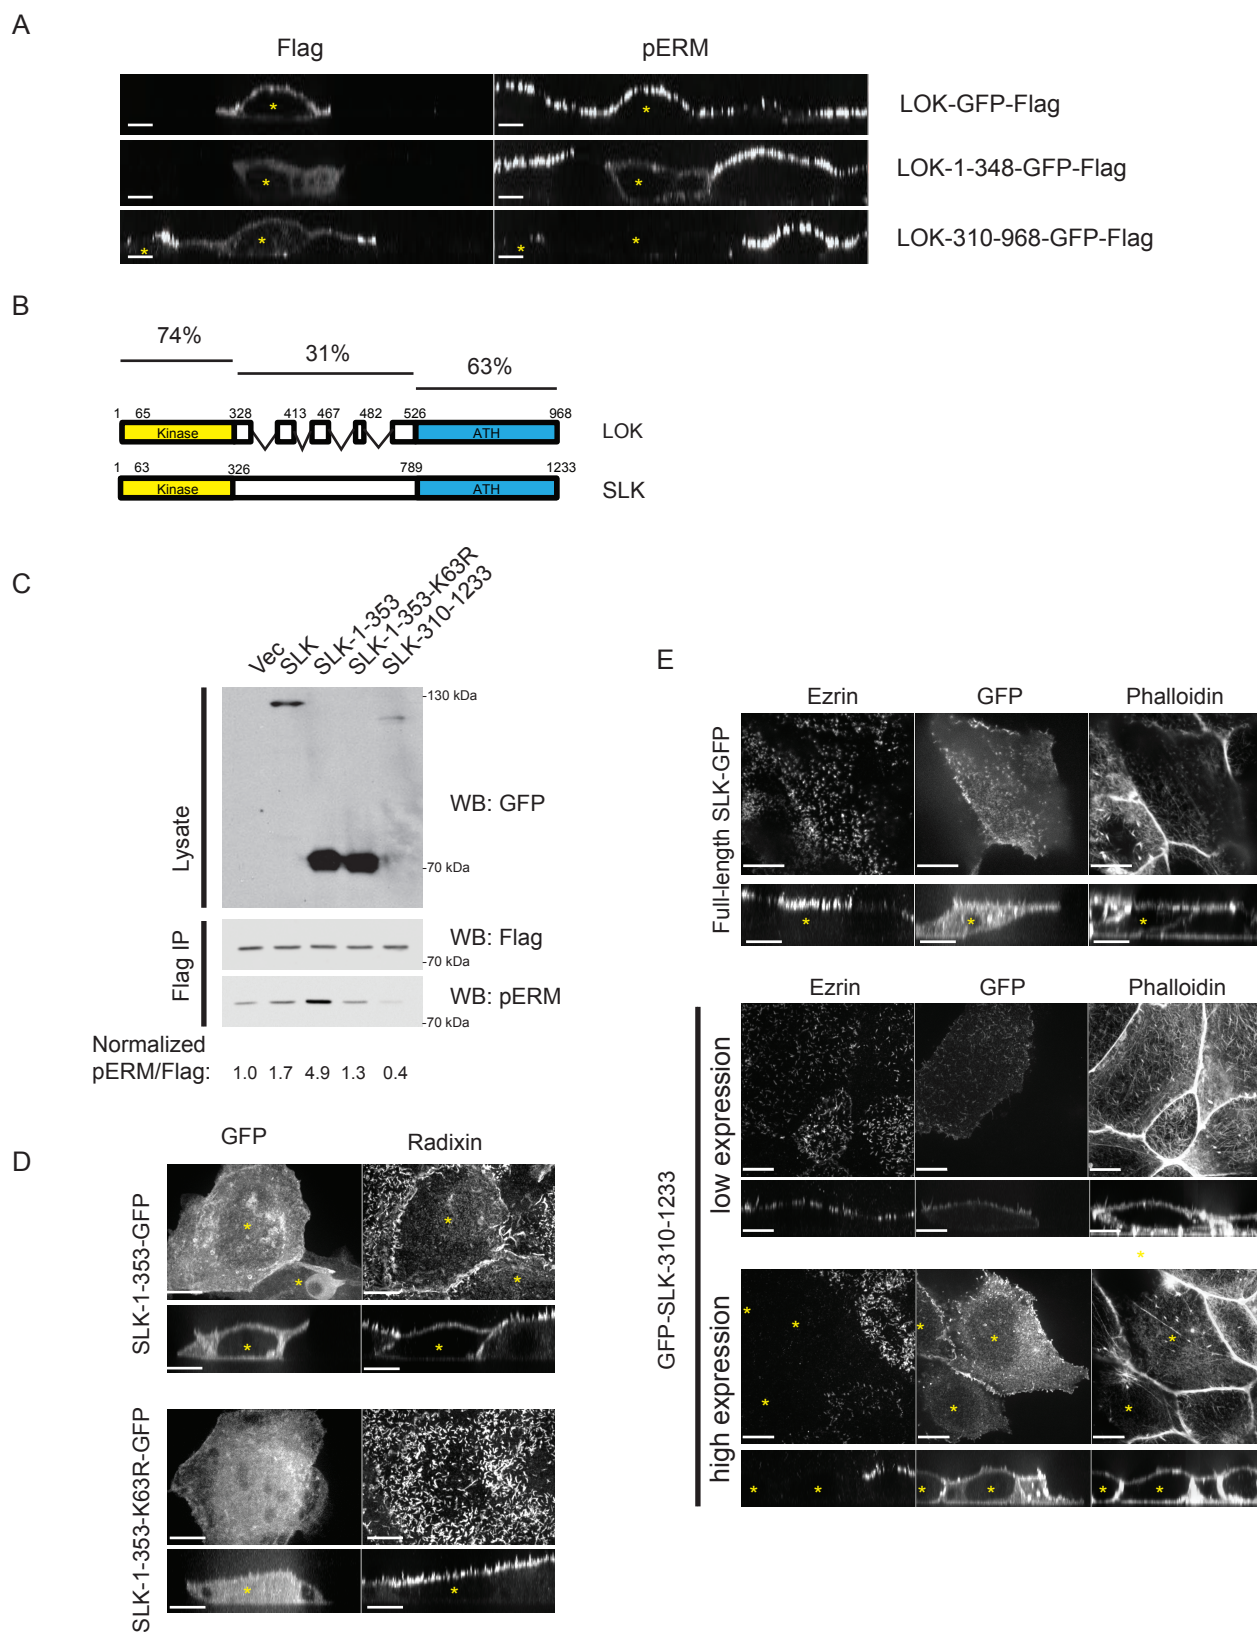 A
Flag
pERM
LOK-GFP-Flag
LOK-1-348-GFP-Flag
LOK-310-968-GFP-Flag
B
74%
31%
63%
1 65 328 413 467 482 526 968
Kinase
ATH
LOK
1 63 326 789 1233
Kinase
ATH
SLK
C
Vec
SLK
SLK-1-353
SLK-1-353-K63R
SLK-310-1233
Lysate
-130 kDa
WB: GFP
-70 kDa
Flag IP
WB: Flag
-70 kDa
WB: pERM
-70 kDa
Normalized
pERM/Flag: 1.0 1.7 4.9 1.3 0.4
D
GFP
Radixin
SLK-1-353-GFP
SLK-1-353-K63R-GFP
E
Ezrin
GFP
Phalloidin
Full-length SLK-GFP
Ezrin
GFP
Phalloidin
GFP-SLK-310-1233
low expression
high expression